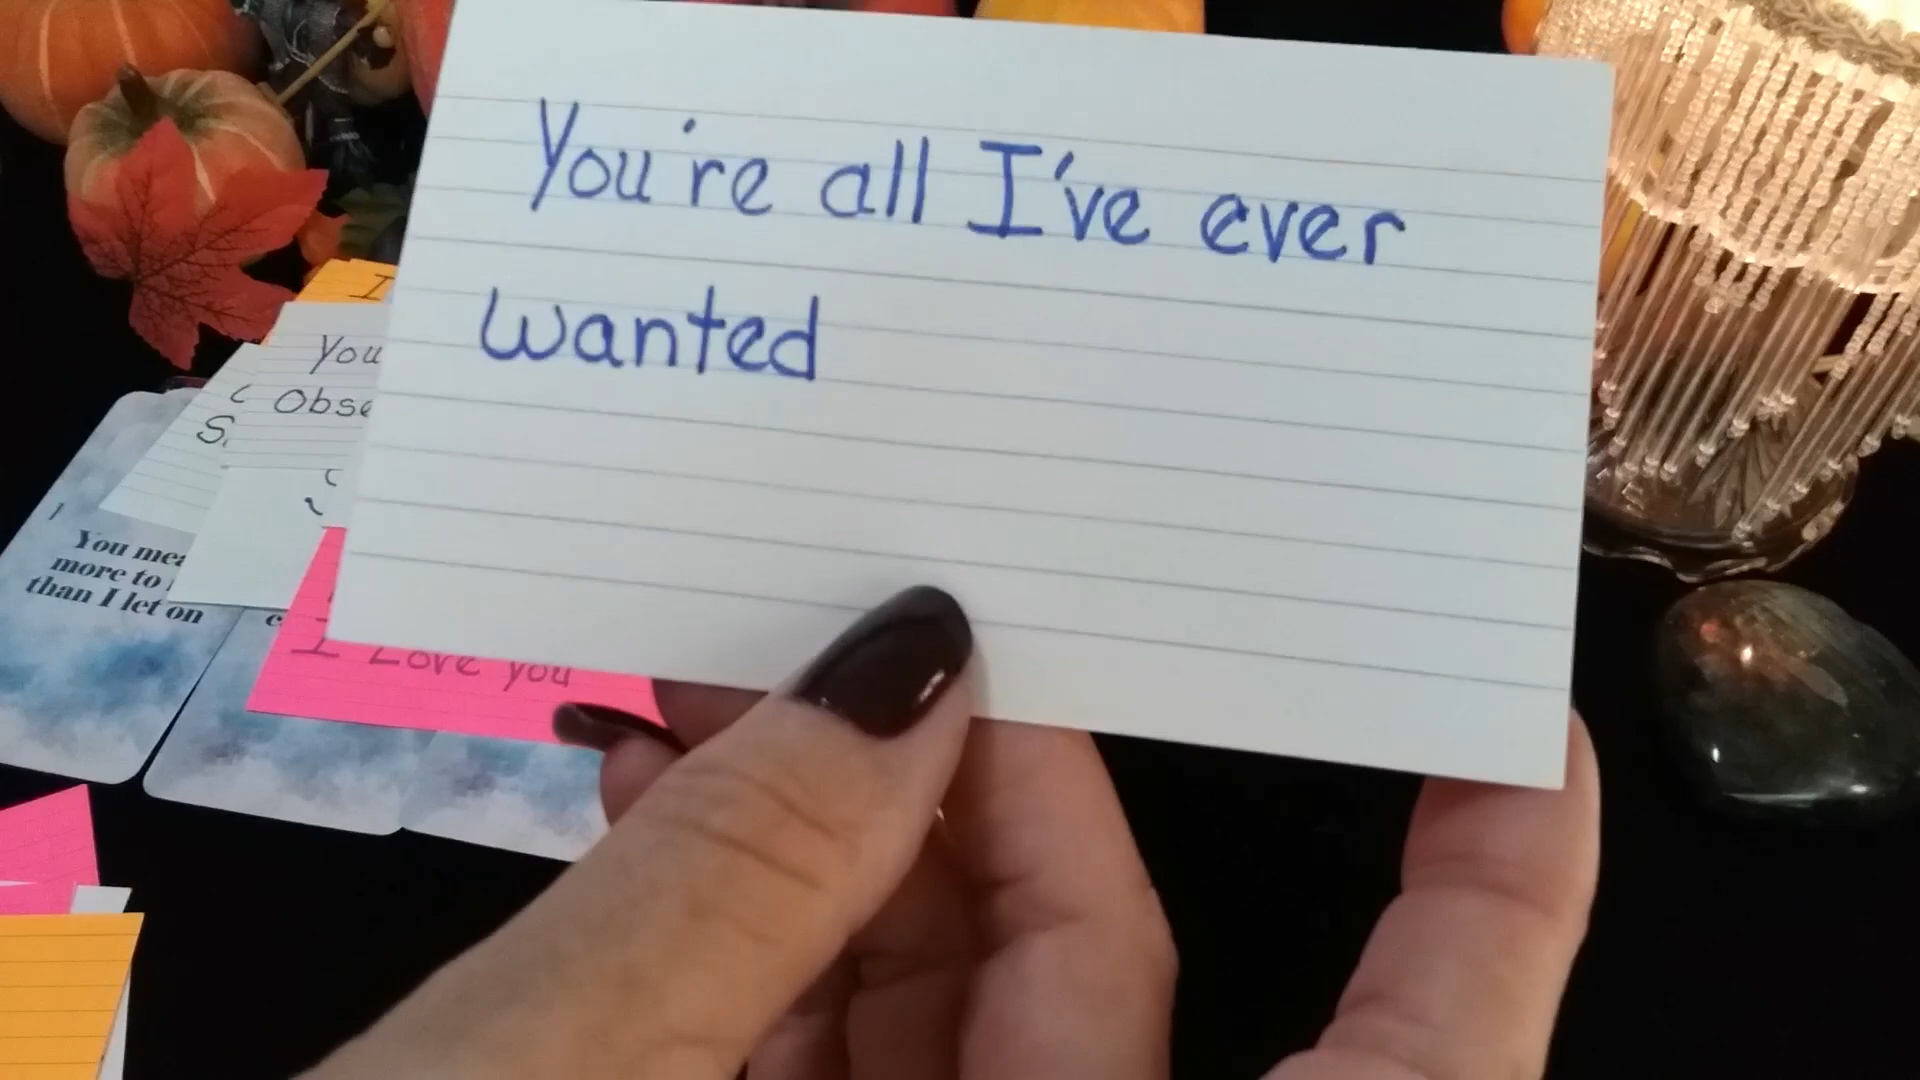 You're all I've ever
wanted
I
You
Obse
You mea
more to
than I let on
I Love you